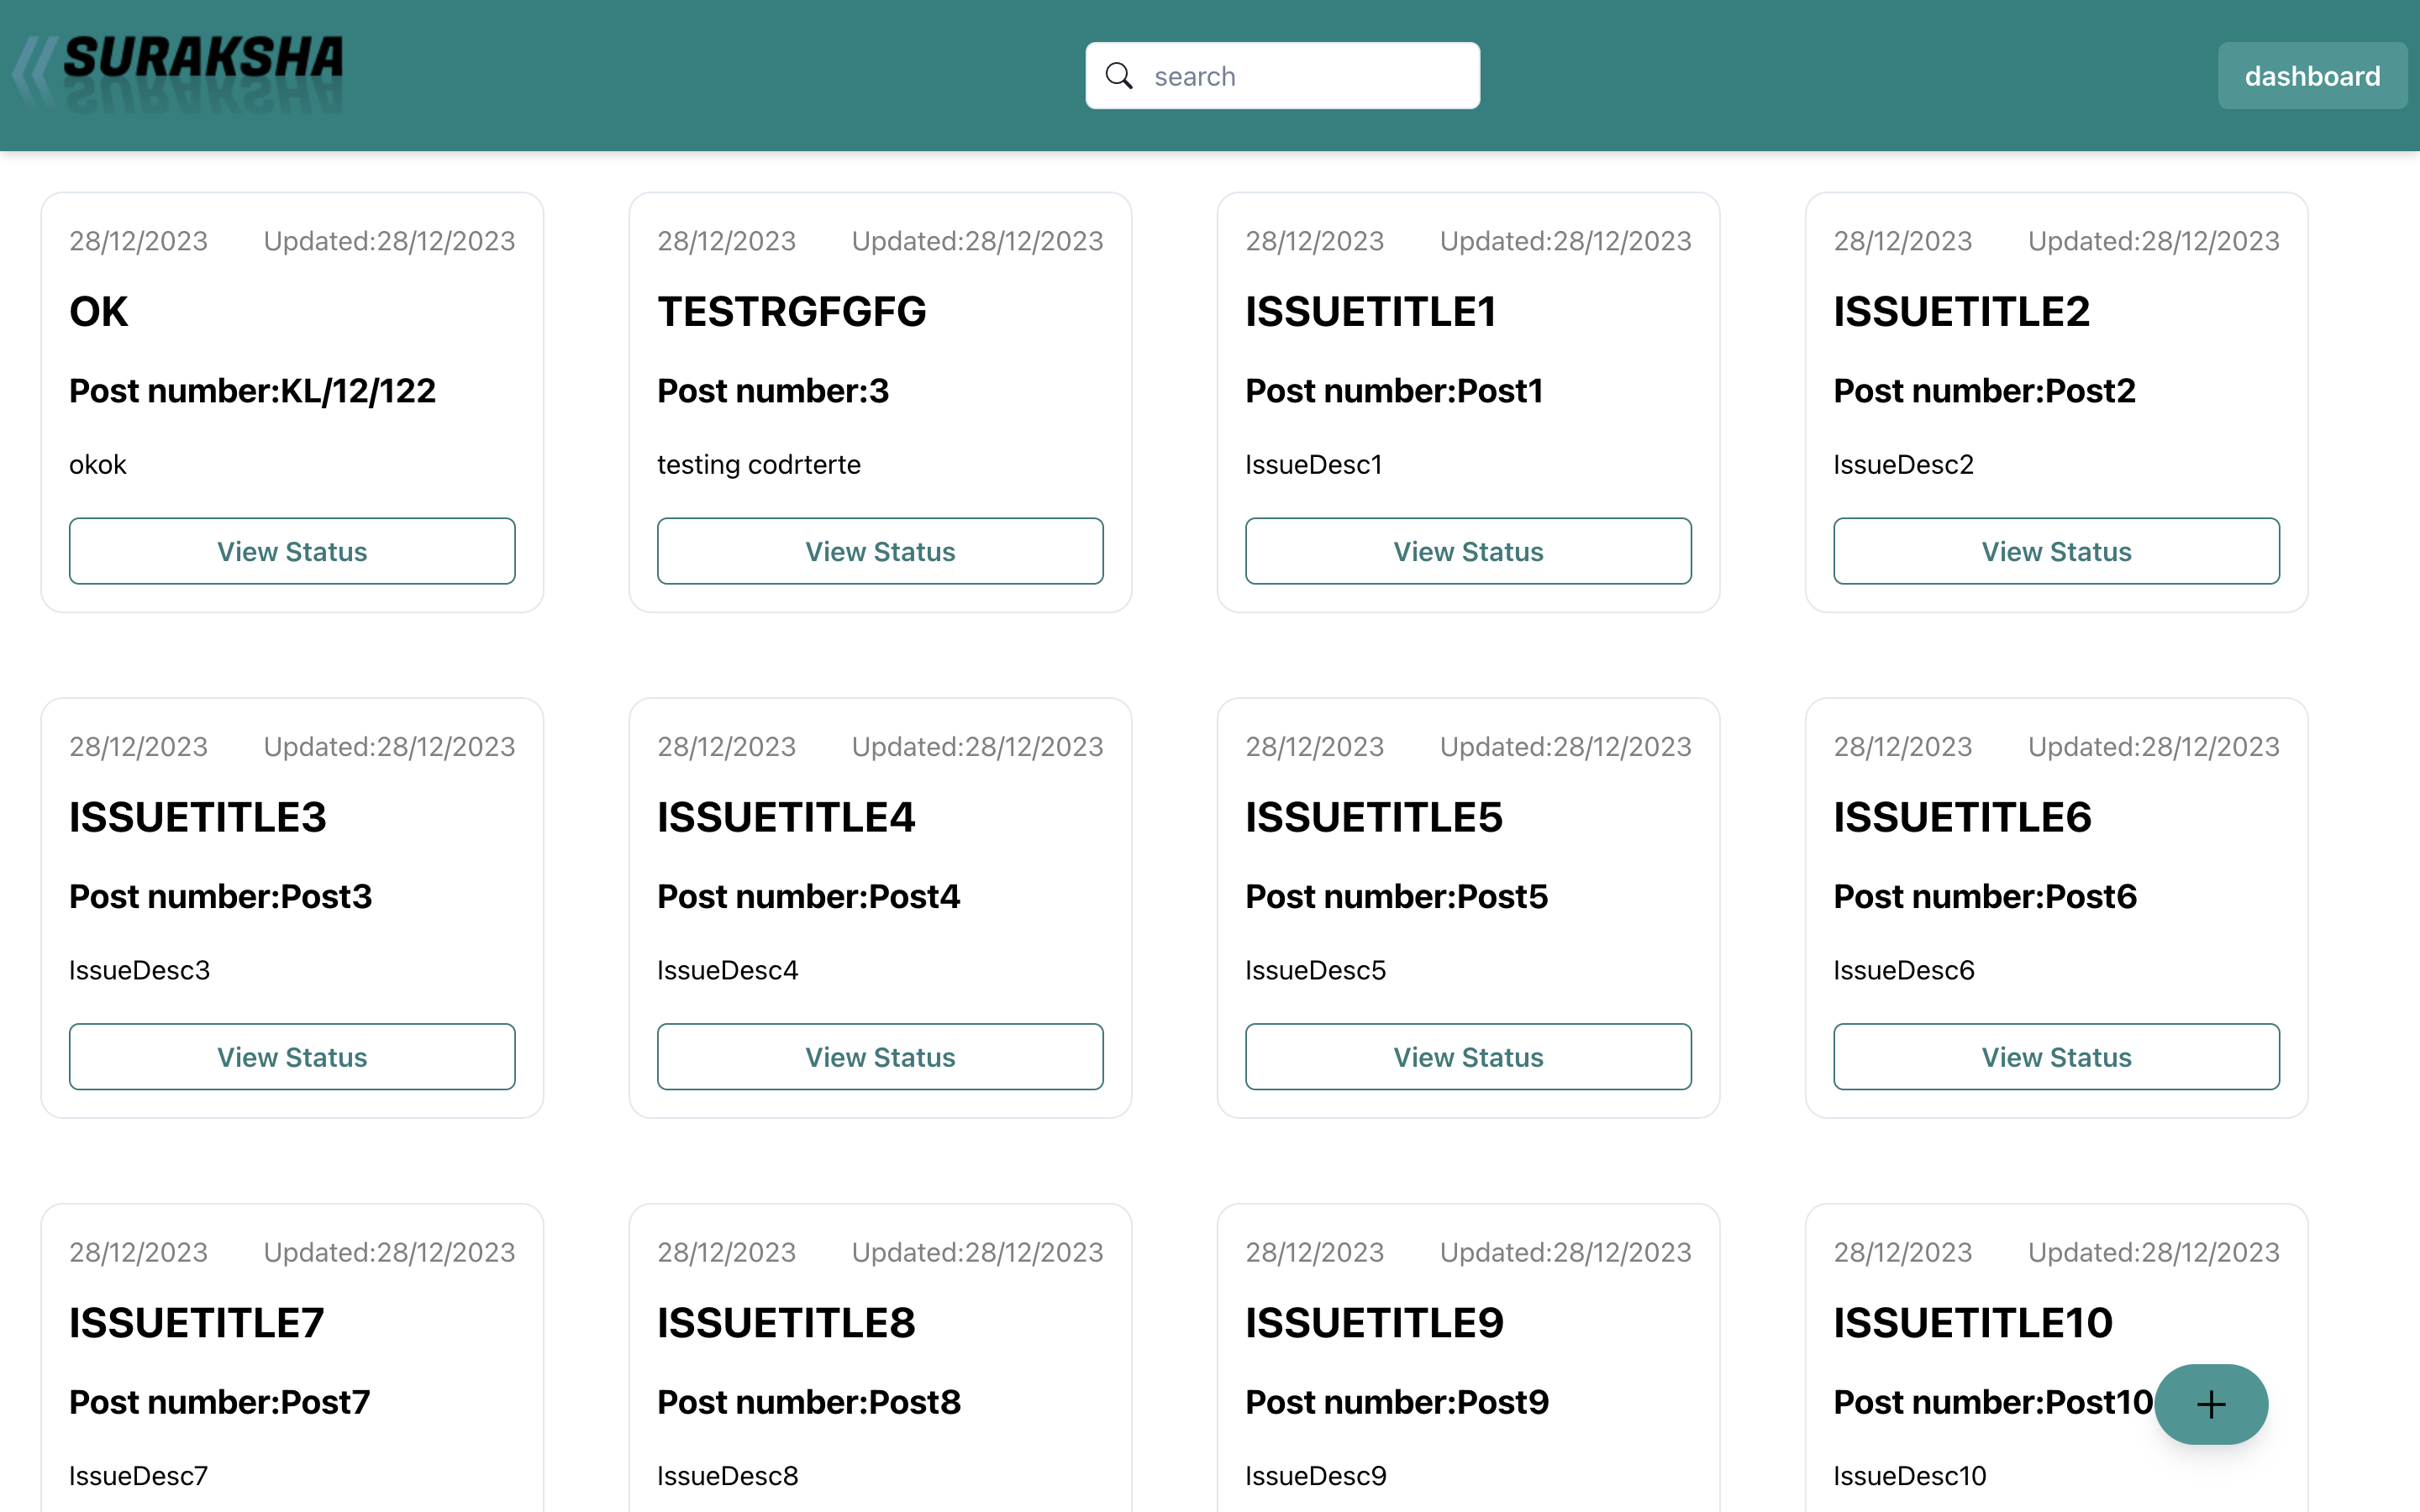 SURAKSHA
search
dashboard
28/12/2023 Updated:28/12/2023
OK
Post number:KL/12/122
okok
View Status
28/12/2023 Updated:28/12/2023
TESTRGFGFG
Post number:3
testing codrterte
View Status
28/12/2023 Updated:28/12/2023
ISSUETITLE1
Post number:Post1
IssueDesc1
View Status
28/12/2023 Updated:28/12/2023
ISSUETITLE2
Post number:Post2
IssueDesc2
View Status
28/12/2023 Updated:28/12/2023
ISSUETITLE3
Post number:Post3
IssueDesc3
View Status
28/12/2023 Updated:28/12/2023
ISSUETITLE4
Post number:Post4
IssueDesc4
View Status
28/12/2023 Updated:28/12/2023
ISSUETITLE5
Post number:Post5
IssueDesc5
View Status
28/12/2023 Updated:28/12/2023
ISSUETITLE6
Post number:Post6
IssueDesc6
View Status
28/12/2023 Updated:28/12/2023
ISSUETITLE7
Post number:Post7
IssueDesc7
28/12/2023 Updated:28/12/2023
ISSUETITLE8
Post number:Post8
IssueDesc8
28/12/2023 Updated:28/12/2023
ISSUETITLE9
Post number:Post9
IssueDesc9
28/12/2023 Updated:28/12/2023
ISSUETITLE10
Post number:Post10
IssueDesc10